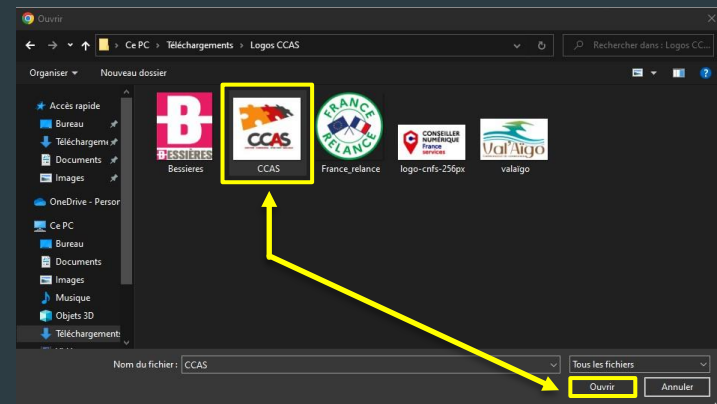 Ouvrir
Ce PC > Téléchargements > Logos CCAS
Rechercher dans : Logos CC...
Organiser
Nouveau dossier
Accès rapide
Bureau
Téléchargeme
Documents
Images
OneDrive - Person
Ce PC
Bureau
Documents
Images
Musique
Objets 3D
Téléchargements
BESSIÈRES
Bessieres
CCAS
CCAS
FRANCE
RELANCE
France_relance
CONSEILLER
NUMÉRIQUE
France
services
logo-cnfs-256px
Val'Aïgo
valaïgo
Nom du fichier :
CCAS
Tous les fichiers
Ouvrir
Annuler